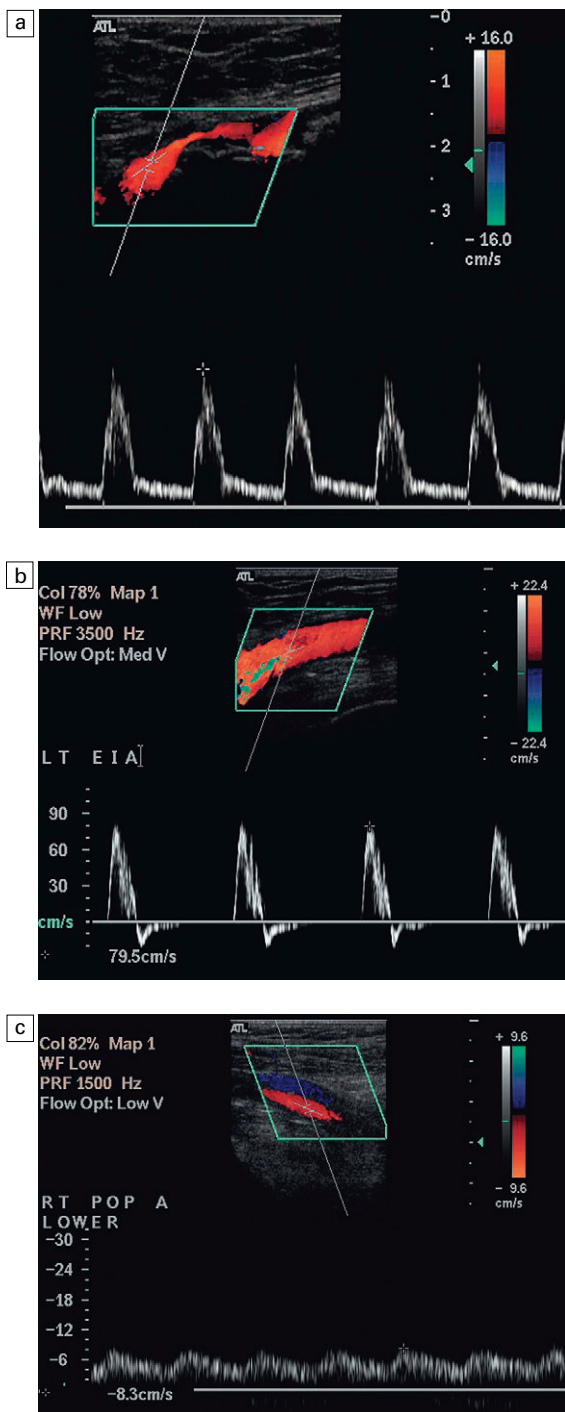 a
ATL
-0
- 1
- 2
- 3
+ 16.0
− 16.0
cm/s
b
Col 78% Map 1
WF Low
PRF 3500 Hz
Flow Opt: Med V
ATL
+ 22.4
− 22.4
cm/s
LT EIA
90
60
30
cm/s
79.5cm/s
c
Col 82% Map 1
WF Low
PRF 1500 Hz
Flow Opt: Low V
ATL
+ 9.6
− 9.6
cm/s
RT POP A
LOWER
−30
−24
−18
−12
−6
−8.3cm/s